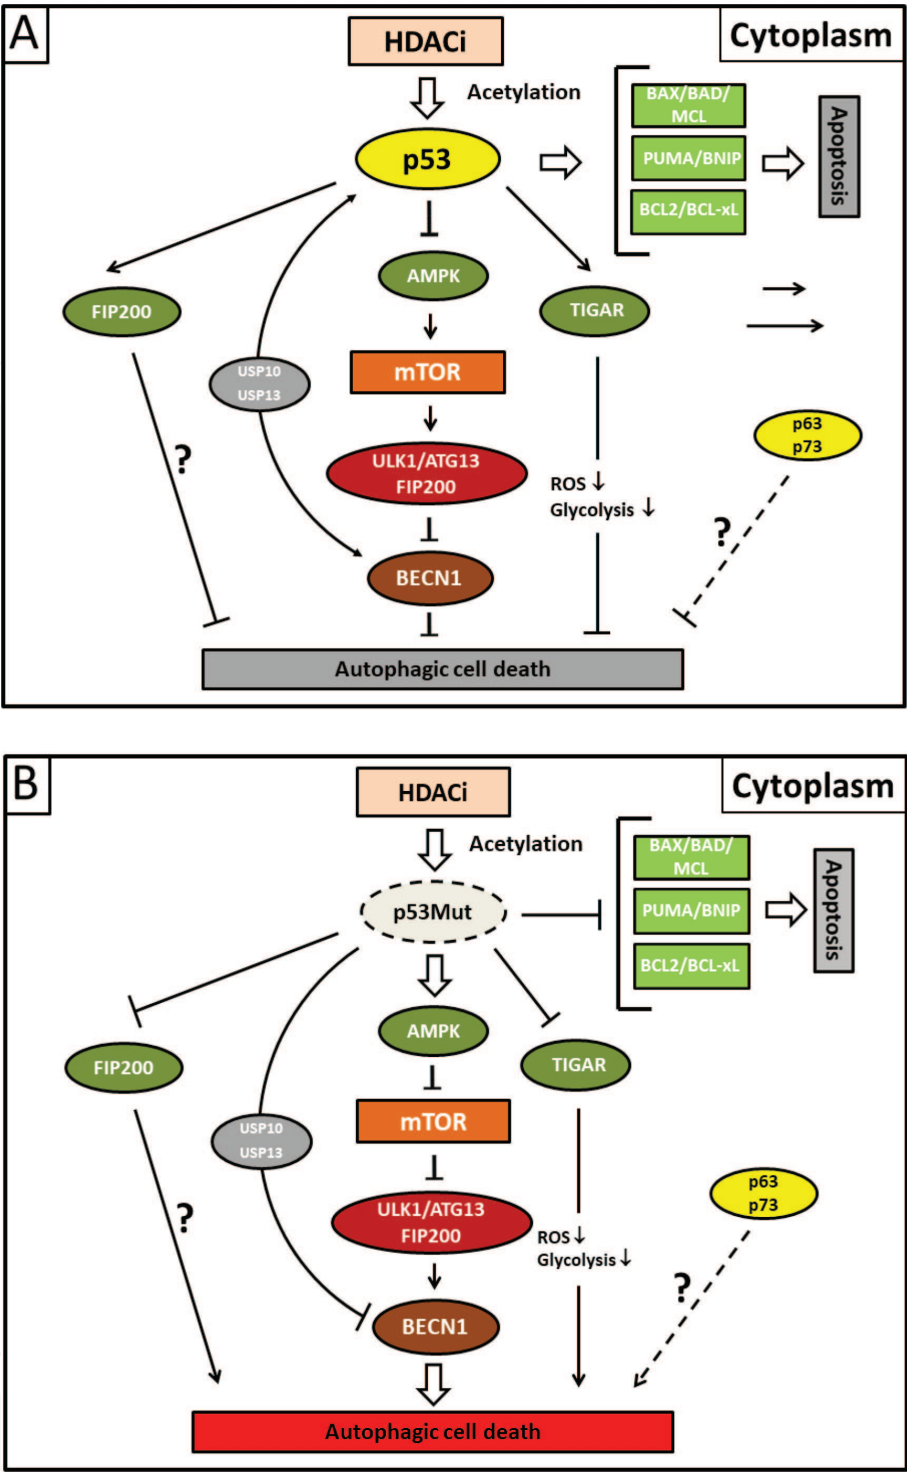 A
Cytoplasm
HDACi
Acetylation
p53
BAX/BAD/
MCL
PUMA/BNIP
BCL2/BCL-xL
Apoptosis
AMPK
FIP200
TIGAR
mTOR
USP10
USP13
p63
p73
ULK1/ATG13
FIP200
?
ROS ↓
Glycolysis ↓
?
BECN1
Autophagic cell death
B
Cytoplasm
HDACi
Acetylation
p53Mut
BAX/BAD/
MCL
PUMA/BNIP
BCL2/BCL-xL
Apoptosis
AMPK
FIP200
TIGAR
mTOR
USP10
USP13
p63
p73
ULK1/ATG13
FIP200
?
ROS ↓
Glycolysis ↓
?
BECN1
Autophagic cell death